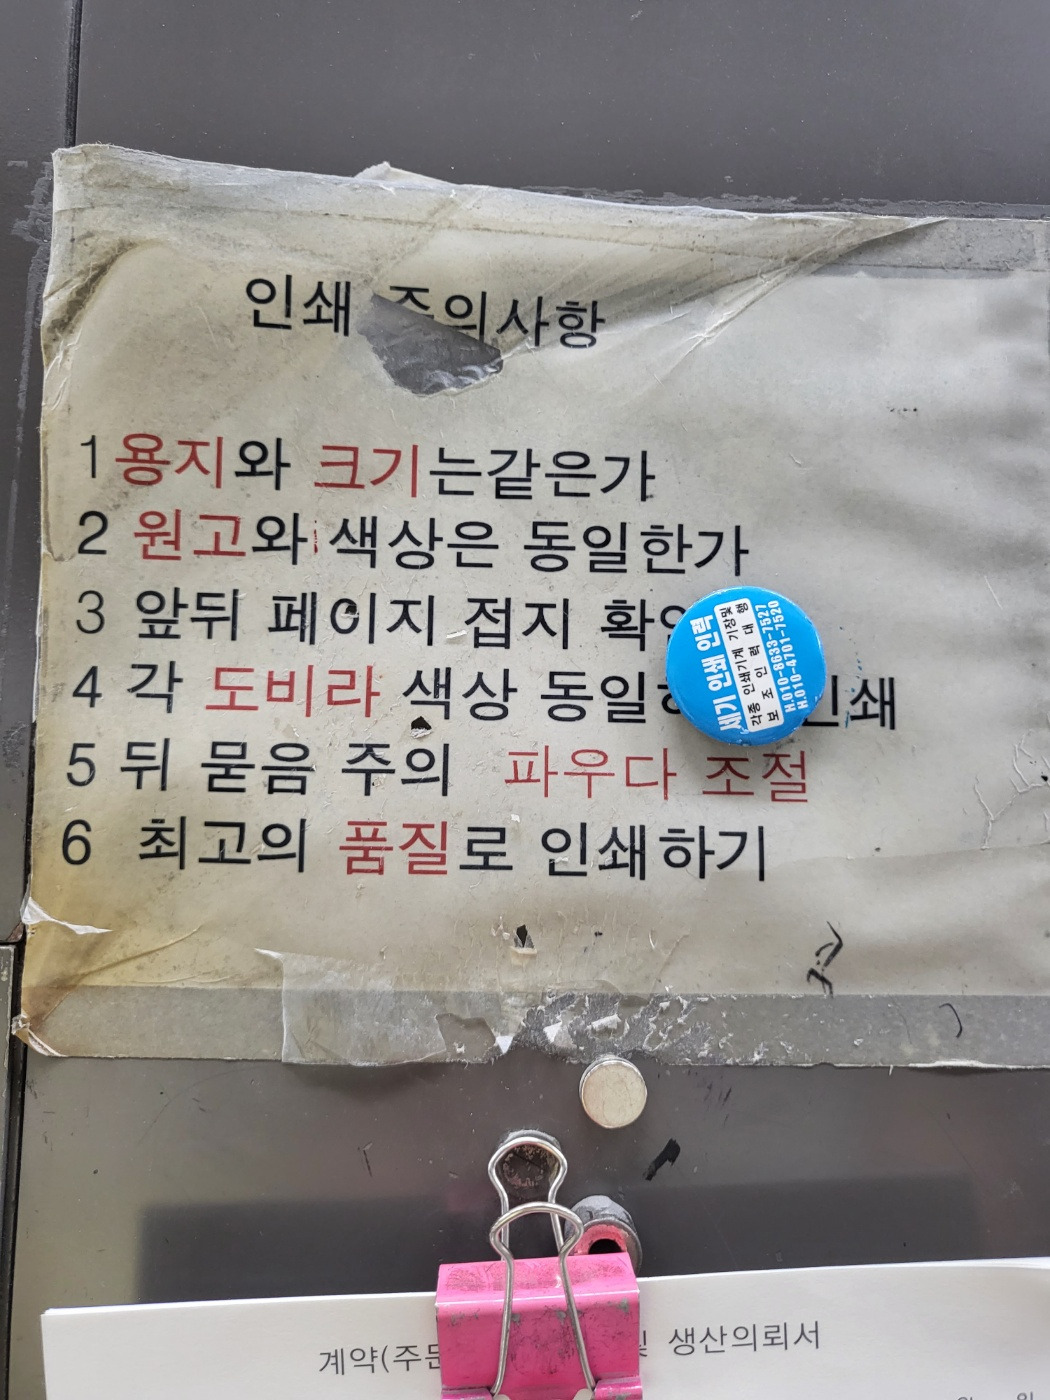 인쇄 주의사항
1 용지와 크기는같은가
2 원고와 색상은 동일한가
3 앞뒤 페이지 접지
4 각 도비라 색상 동일
5 뒤 묻음 주의 파우다 조절
6 최고의 품질로 인쇄하기
세기 인쇄 인력
각종 인쇄기계 기장및
보조인력대행
H.010-8633-7527
H.010-4701-7520
계약(주문 및 생산의뢰서